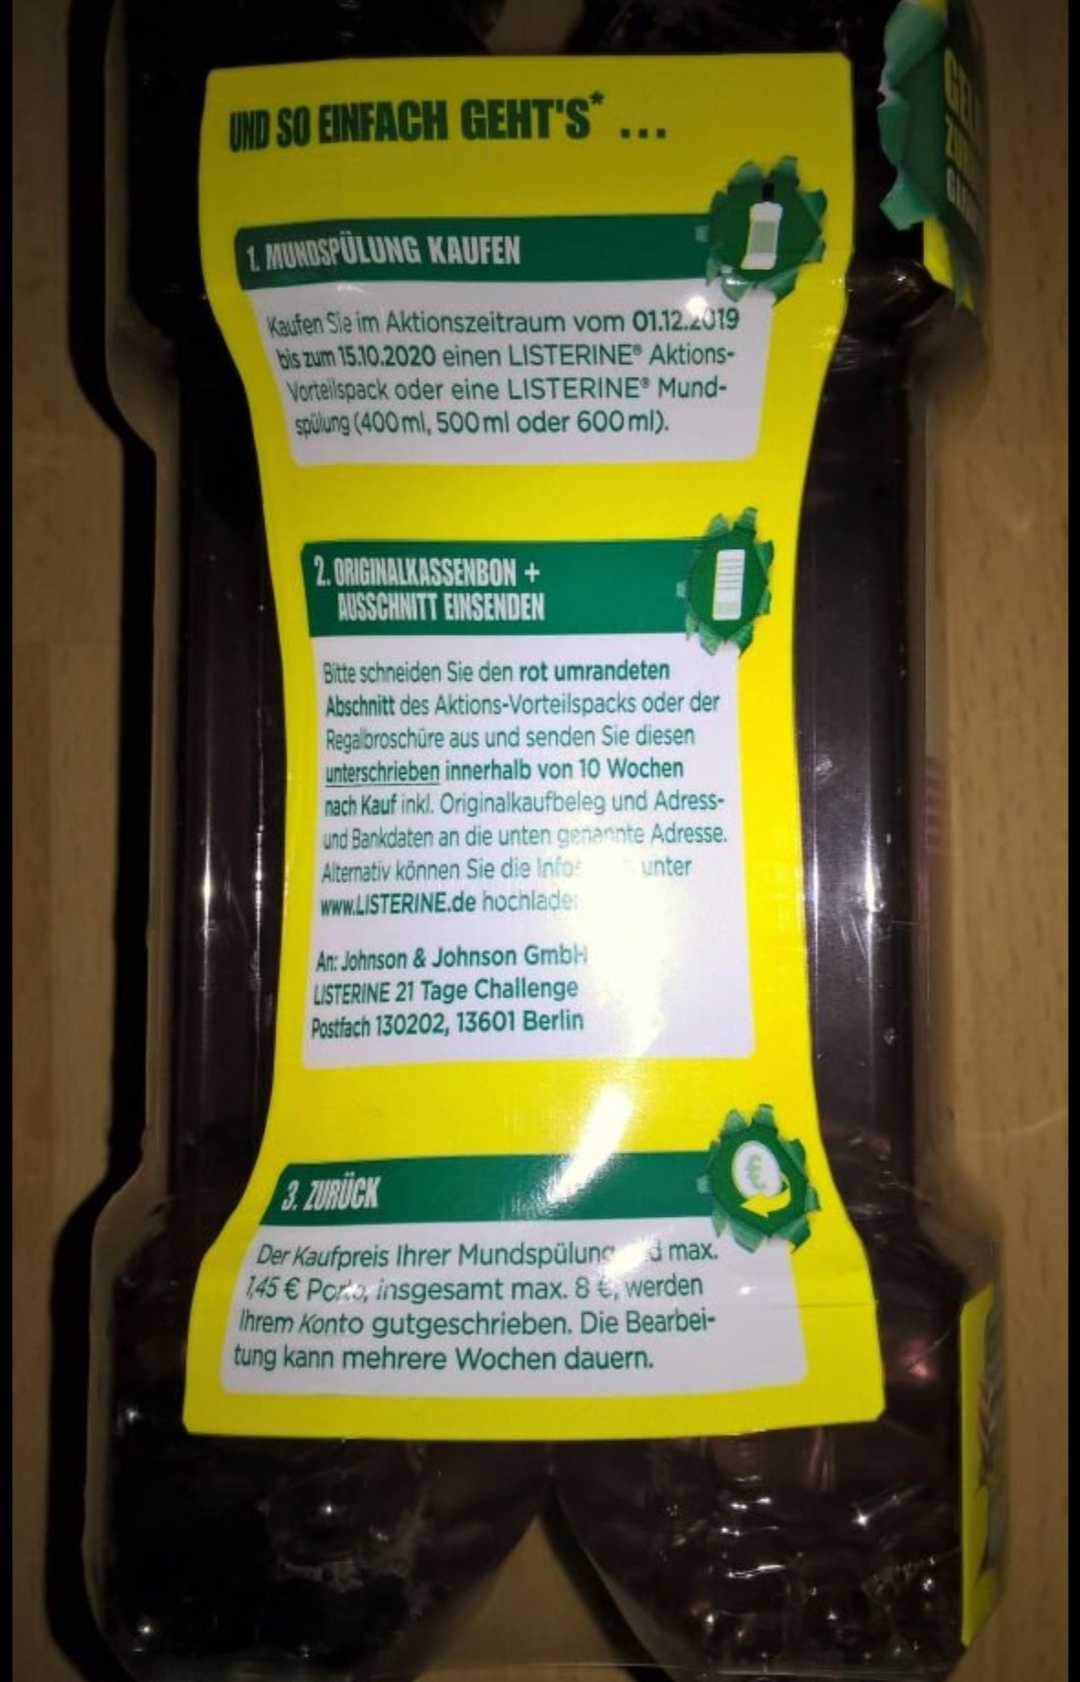 UND SO EINFACH GEHT'S* ...
1. MUNDSPÜLUNG KAUFEN
Kaufen Sie im Aktionszeitraum vom 01.12.2019
bis zum 15.10.2020 einen LISTERINE® Aktions-
Vorteilspack oder eine LISTERINE® Mund-
spülung (400 ml, 500 ml oder 600 ml).
2. ORIGINALKASSENBON +
AUSSCHNITT EINSENDEN
Bitte schneiden Sie den rot umrandeten
Abschnitt des Aktions-Vorteilspacks oder der
Regalbroschüre aus und senden Sie diesen
unterschrieben innerhalb von 10 Wochen
nach Kauf inkl. Originalkaufbeleg und Adress-
und Bankdaten an die unten genannte Adresse.
Alternativ können Sie die unter
www.LISTERINE.de hochladen
An: Johnson & Johnson GmbH
LISTERINE 21 Tage Challenge
Postfach 130202, 13601 Berlin
3. ZURÜCK
Der Kaufpreis Ihrer Mundspülung max.
1,45 € Porto, insgesamt max. 8 €, werden
Ihrem Konto gutgeschrieben. Die Bearbei-
tung kann mehrere Wochen dauern.